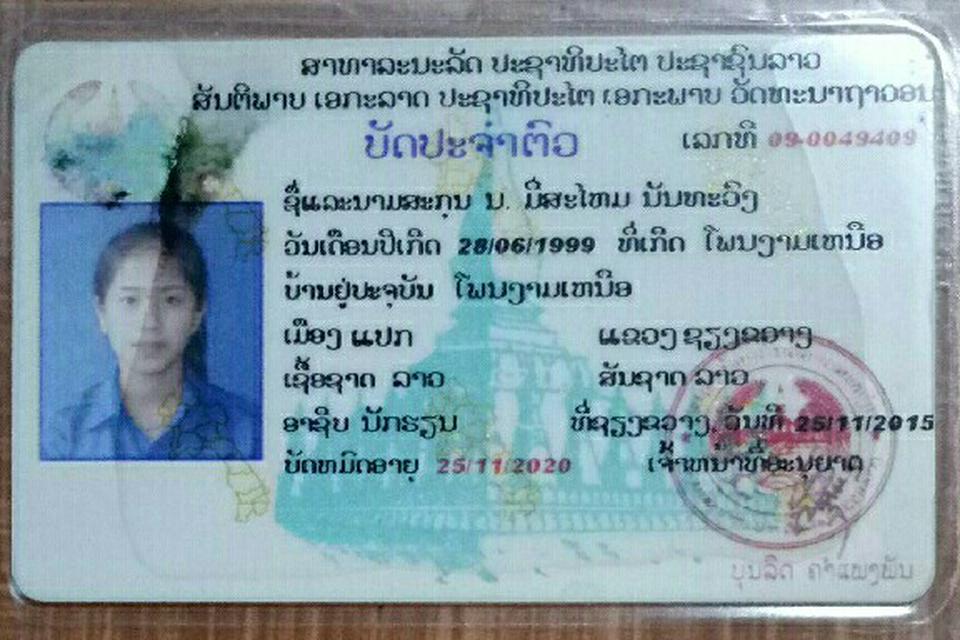 ສາທາລະນະລັດ ປະຊາທິປະໄຕ ປະຊາຊົນລາວ
ສັນຕິພາບ ເອກະລາດ ປະຊາທິປະໄຕ ເອກະພາບ ວັດທະນາຖາວອນ
ບັດປະຈຳຕົວ ເລກທີ 09-0049409
ຊື່ແລະນາມສະກຸນ ນ. ມີ່ສະໄຫມ ນັນທະວົງ
ວັນເດືອນປີເກີດ 28/06/1999 ທີ່ເກີດ ໂພນງາມເຫນືອ
ບ້ານຢູ່ປະຈຸບັນ ໂພນງາມເຫນືອ
ເມືອງ ແປກ ແຂວງ ຊຽງຂວາງ
ເຊື້ອຊາດ ລາວ ສັນຊາດ ລາວ
ອາຊີບ ນັກຮຽນ ທີ່ຊຽງຂວາງ, ວັນທີ 25/11/2015
ບັດຫມົດອາຍຸ 25/11/2020 ເຈົ້າຫນ້າທີ່ອະນຸຍາດ
ບຸນລືດ ຄຳແພງພັນ